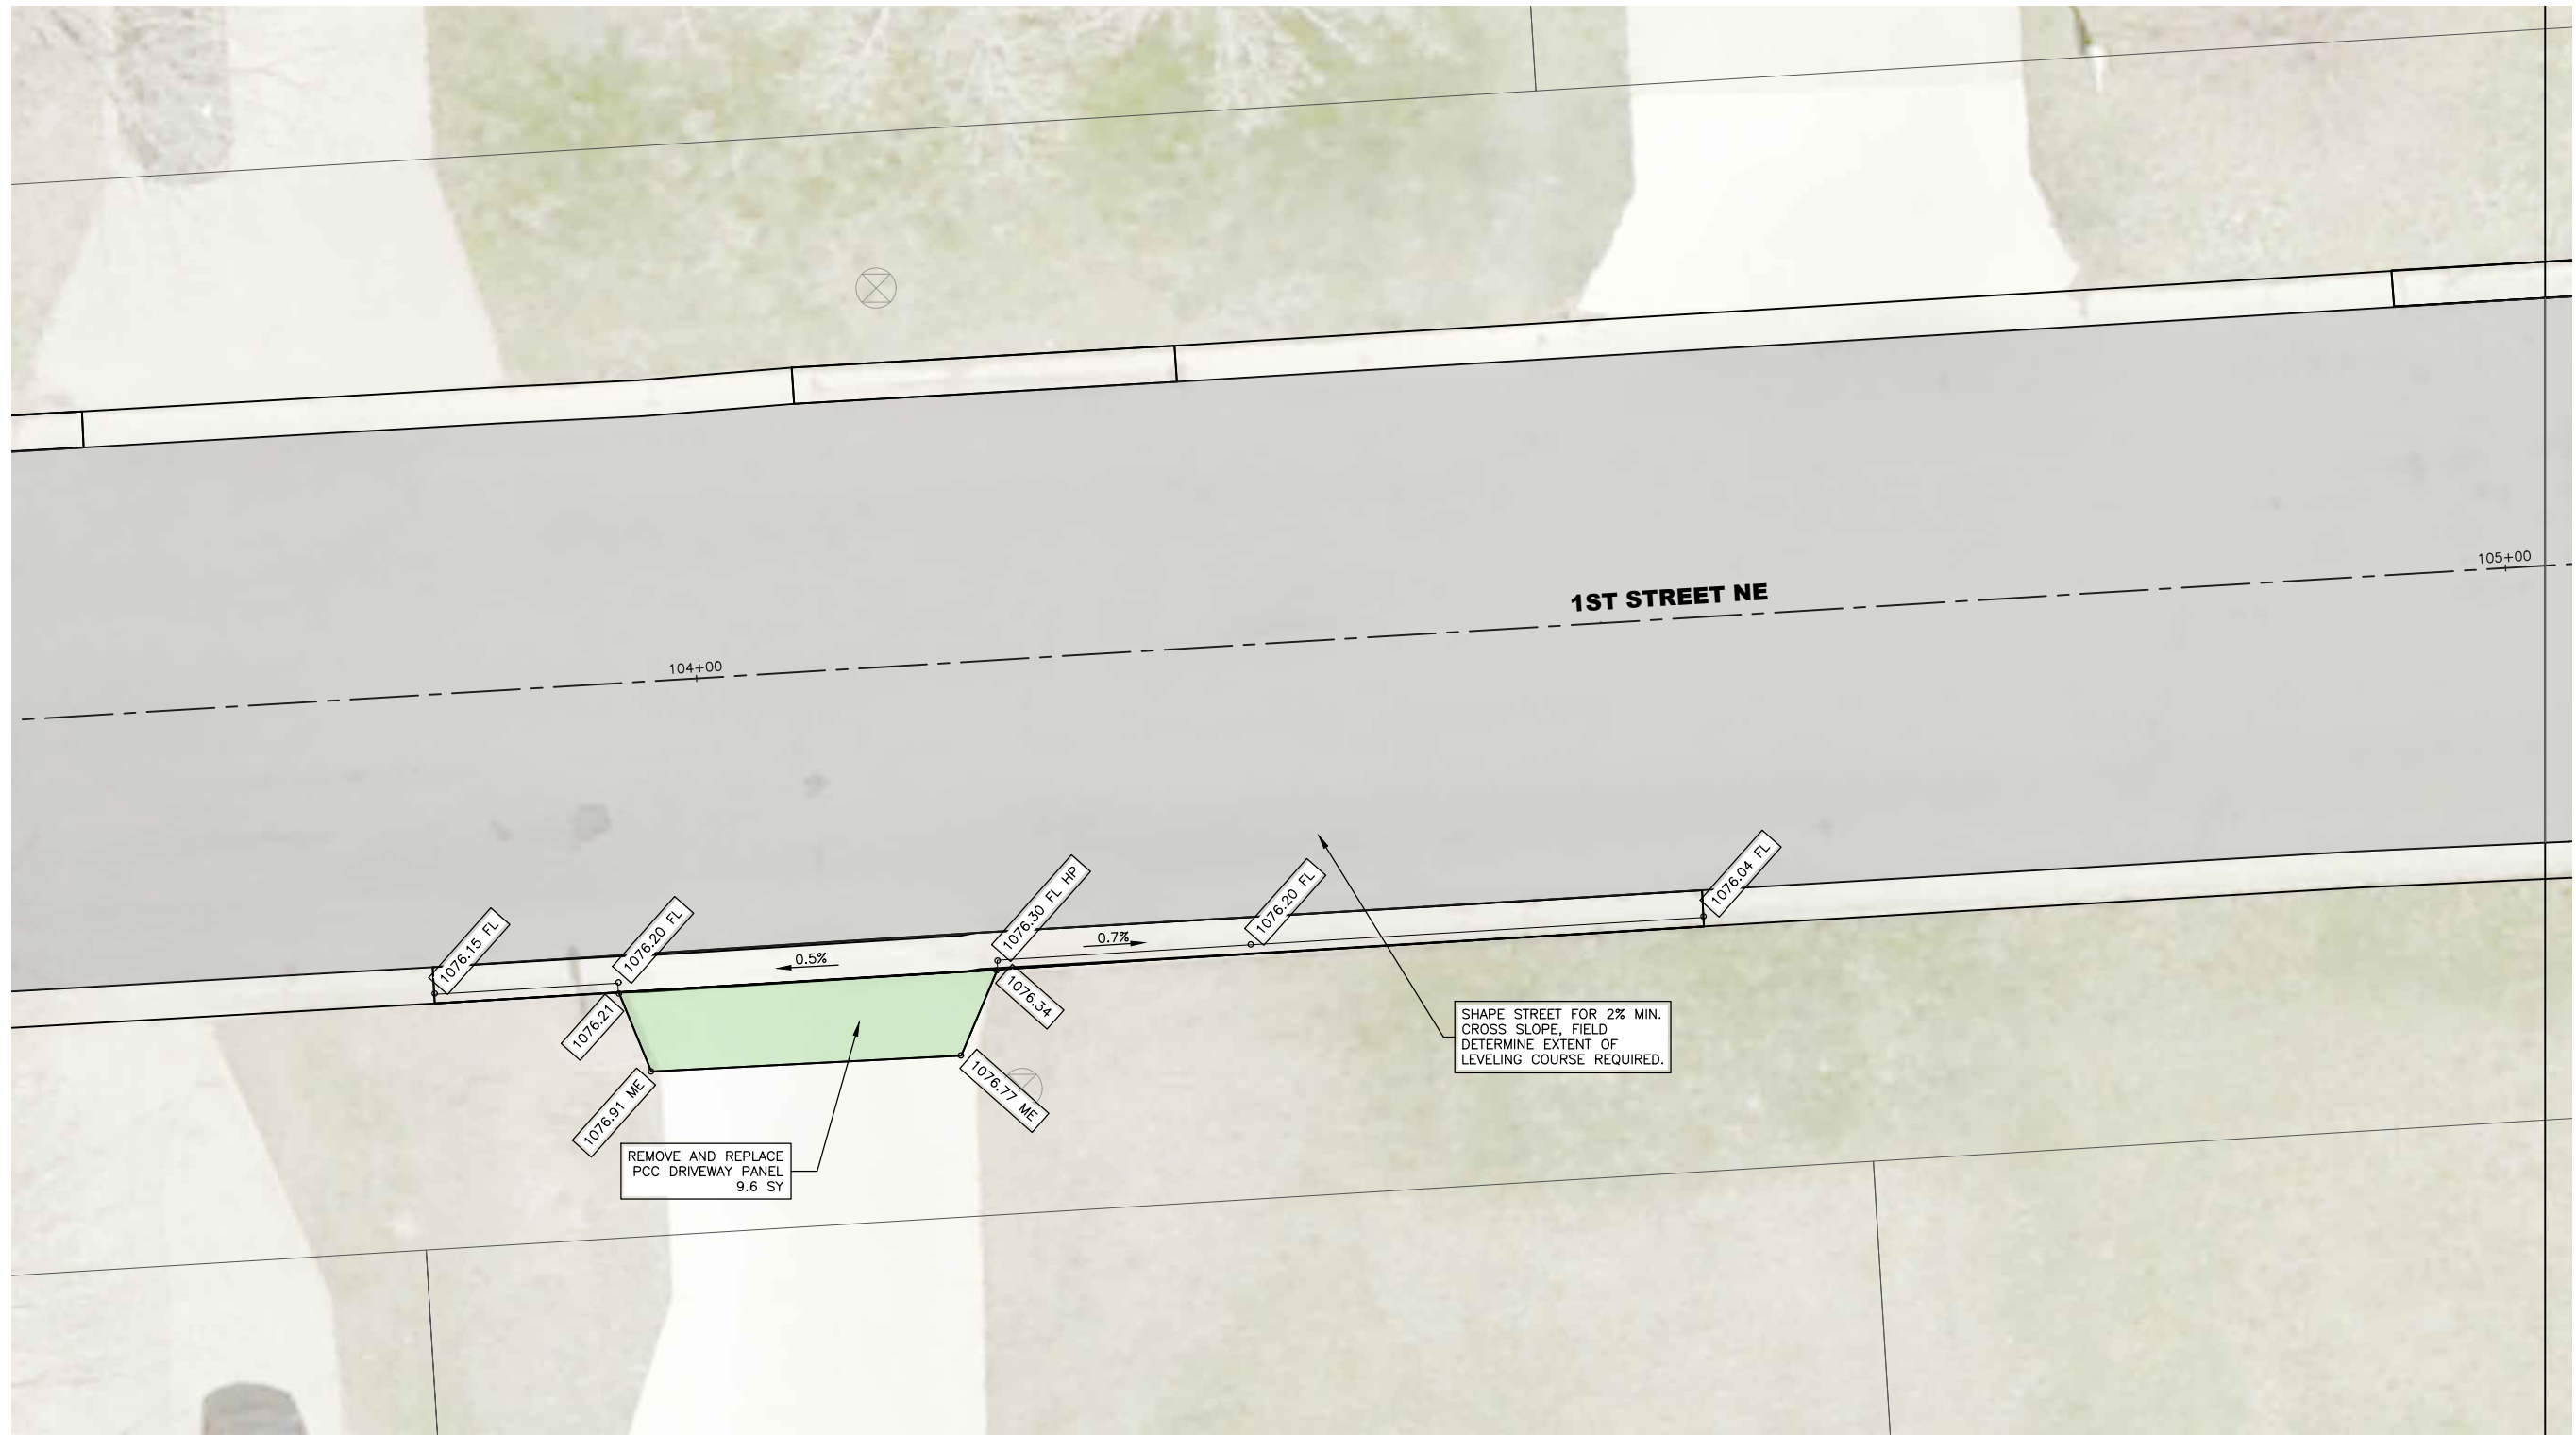 105+00
1ST STREET NE
104+00
1076.15 FL
1076.20 FL
1076.30 FL HP
1076.20 FL
1076.04 FL
0.5%
0.7%
1076.21
1076.34
1076.91 ME
1076.77 ME
SHAPE STREET FOR 2% MIN.
CROSS SLOPE, FIELD
DETERMINE EXTENT OF
LEVELING COURSE REQUIRED.
REMOVE AND REPLACE
PCC DRIVEWAY PANEL
9.6 SY